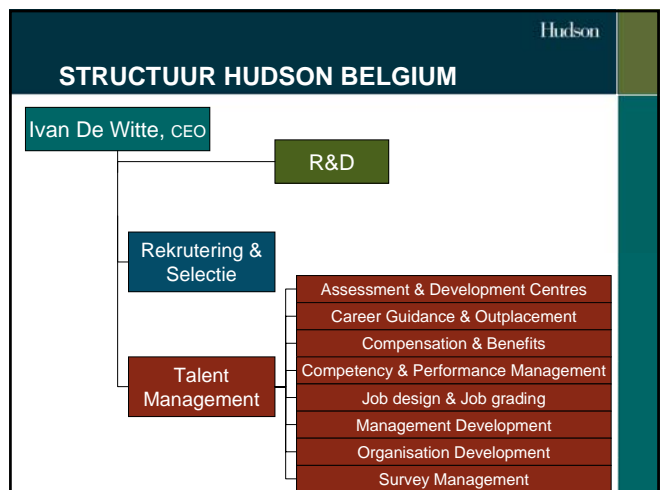 Hudson
STRUCTUUR HUDSON BELGIUM
Ivan De Witte, CEO
R&D
Rekrutering &
Selectie
Talent
Management
Assessment & Development Centres
Career Guidance & Outplacement
Compensation & Benefits
Competency & Performance Management
Job design & Job grading
Management Development
Organisation Development
Survey Management